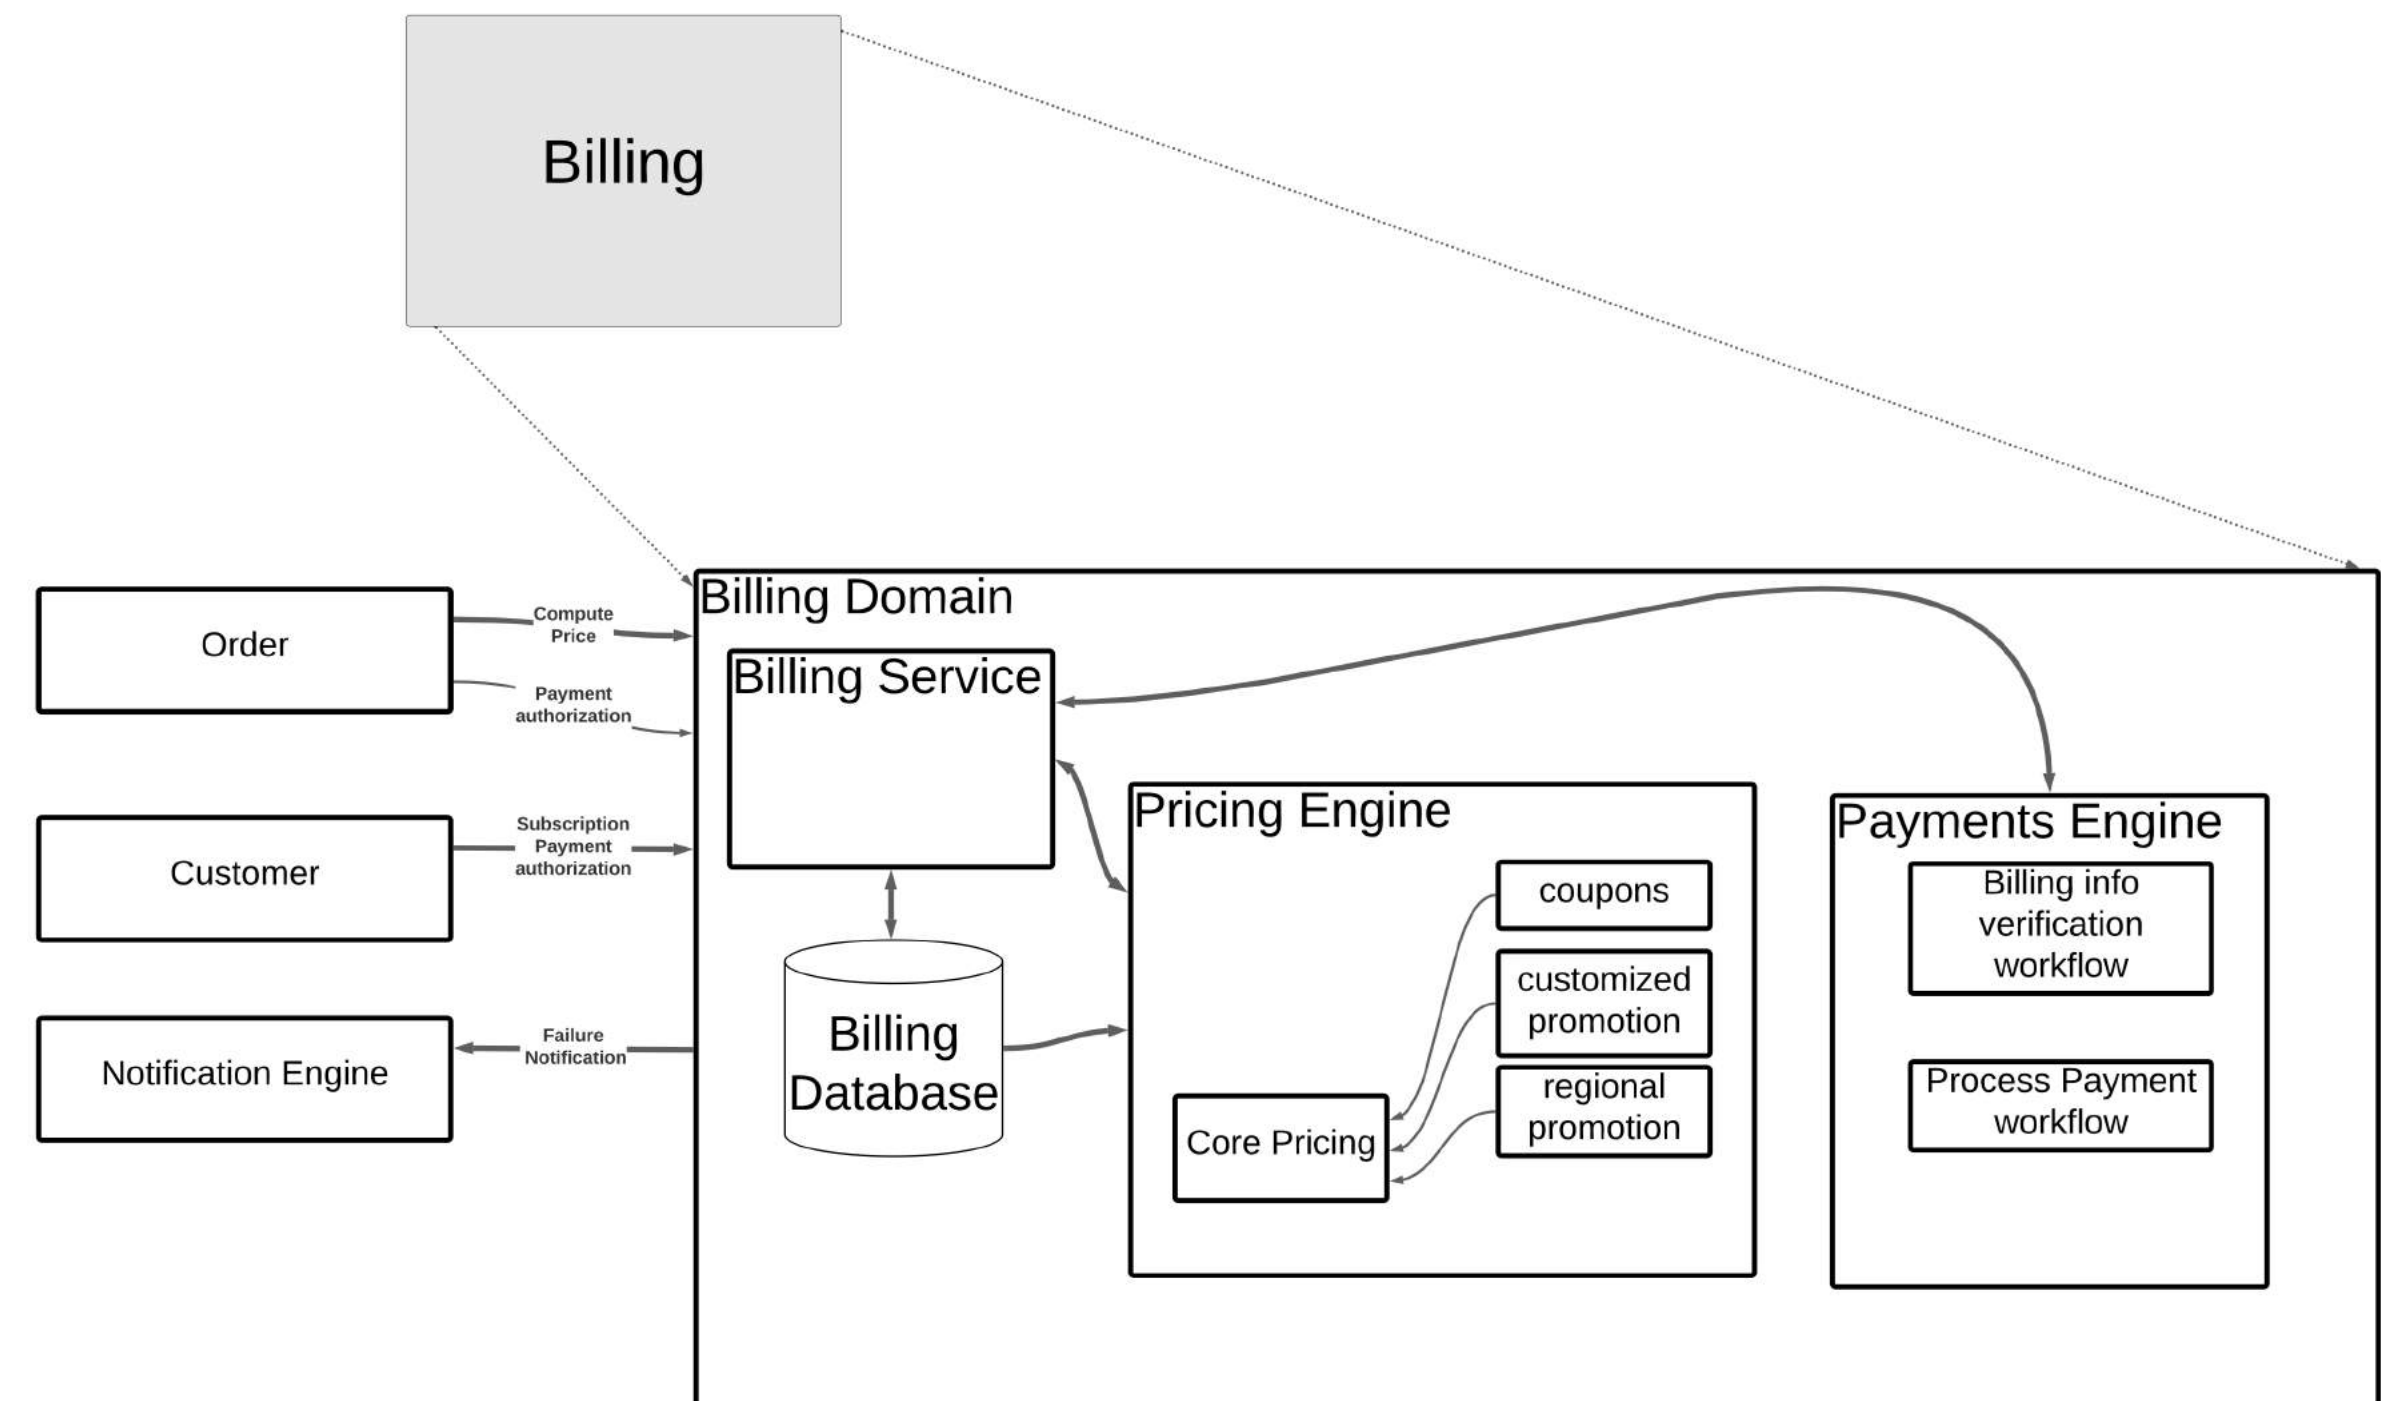 Billing
Billing Domain
Order
Compute
Price
Payment
authorization
Billing Service
Customer
Subscription
Payment
authorization
Notification Engine
Failure
Notification
Billing
Database
Pricing Engine
coupons
customized
promotion
regional
promotion
Core Pricing
Payments Engine
Billing info
verification
workflow
Process Payment
workflow